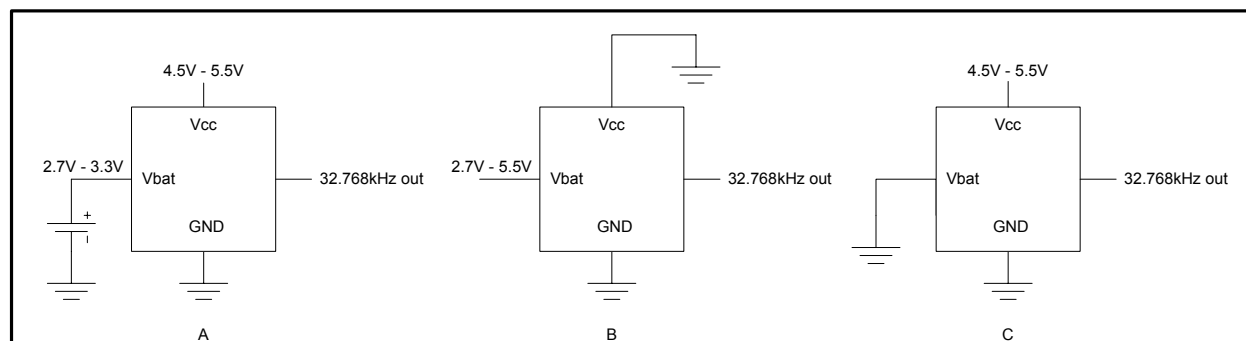 4.5V - 5.5V
Vcc
2.7V - 3.3V
Vbat
32.768kHz out
+
–
GND
A
Vcc
2.7V - 5.5V
Vbat
32.768kHz out
GND
B
4.5V - 5.5V
Vcc
Vbat
32.768kHz out
GND
C